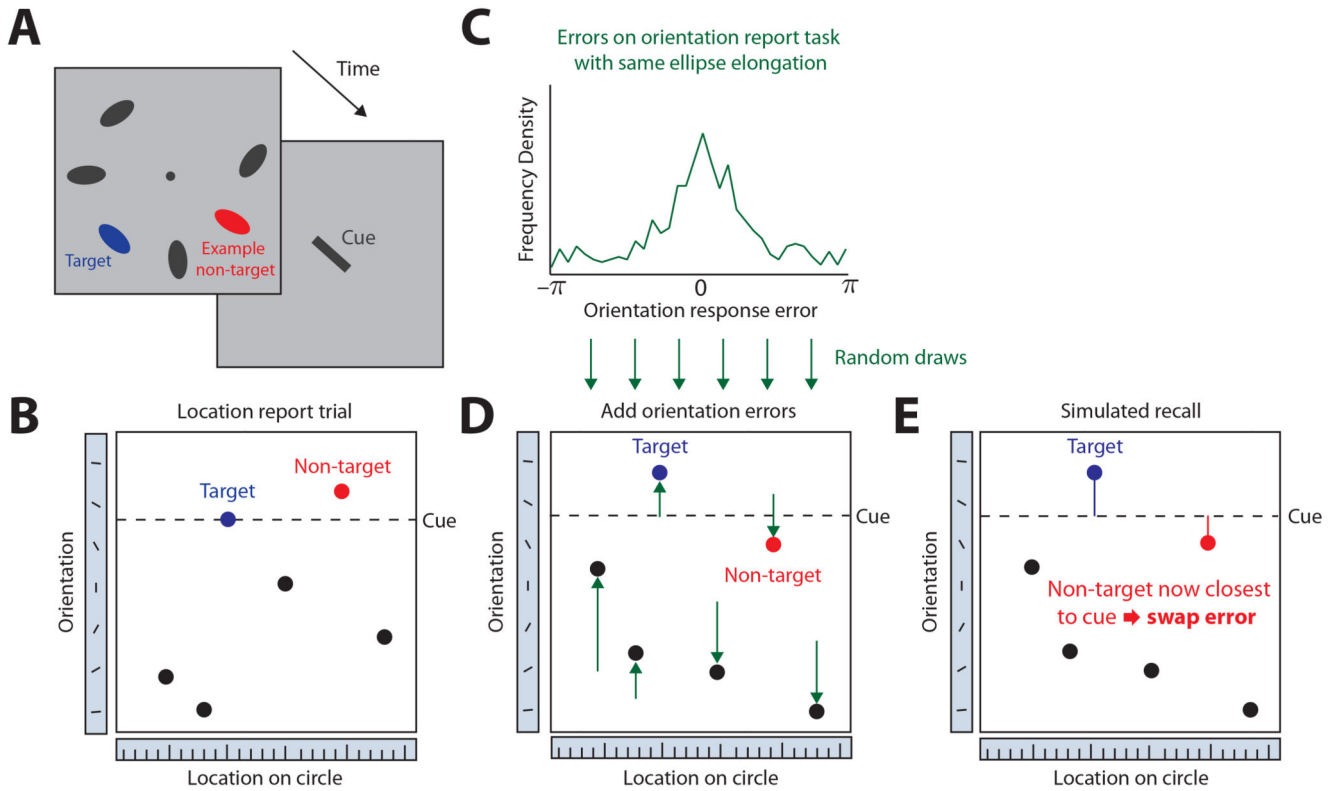 A
Time
Target
Example
non-target
Cue
C
Errors on orientation report task
with same ellipse elongation
Frequency Density
−π
0
π
Orientation response error
Random draws
B
Location report trial
Orientation
Target
Non-target
Cue
Location on circle
D
Add orientation errors
Orientation
Target
Cue
Non-target
Location on circle
E
Simulated recall
Orientation
Target
Cue
Non-target now closest
to cue ➡ swap error
Location on circle